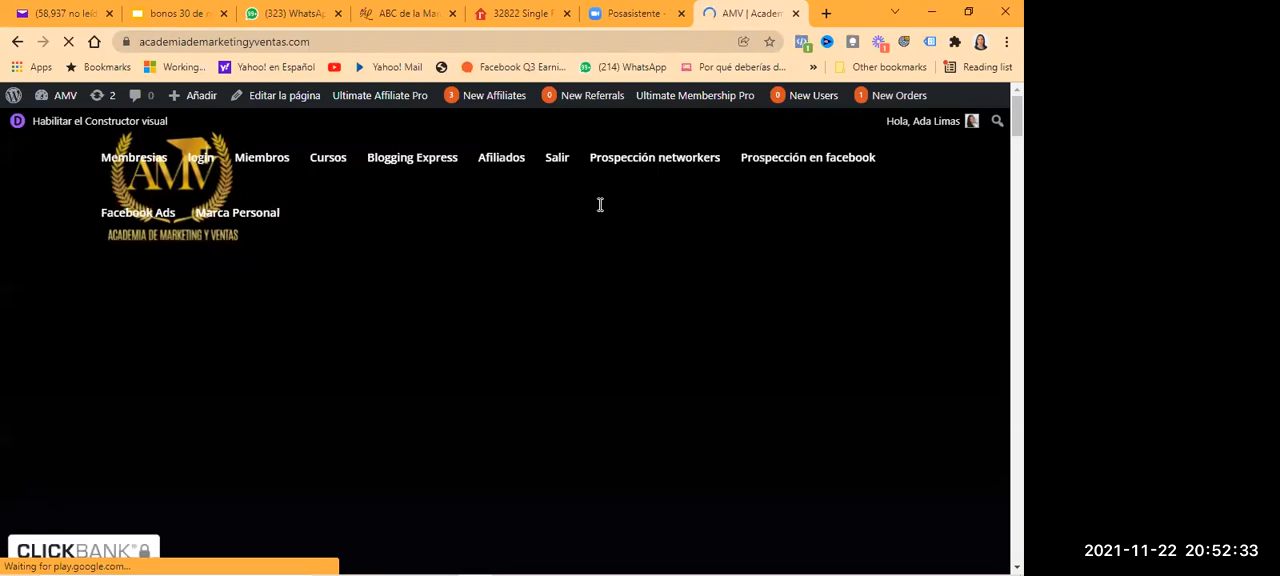 (58,937 no leíd
bonos 30 de n
(323) WhatsAp
ABC de la Mar
32822 Single F
Posasistente -
AMV | Academ
academiademarketingyventas.com
1
1
Apps
Bookmarks
Working...
Yahoo! en Español
Yahoo! Mail
Facebook Q3 Earni...
(214) WhatsApp
Por qué deberías d...
»
Other bookmarks
Reading list
AMV
2
0
Añadir
Editar la página
Ultimate Affiliate Pro
3 New Affiliates
0 New Referrals
Ultimate Membership Pro
0 New Users
1 New Orders
D Habilitar el Constructor visual
Hola, Ada Limas
Membresias
login
Miembros
Cursos
Blogging Express
Afiliados
Salir
Prospección networkers
Prospección en facebook
AMV
Facebook Ads
Marca Personal
ACADEMIA DE MARKETING Y VENTAS
CLICKBANK
Waiting for play.google.com...
2021-11-22 20:52:33